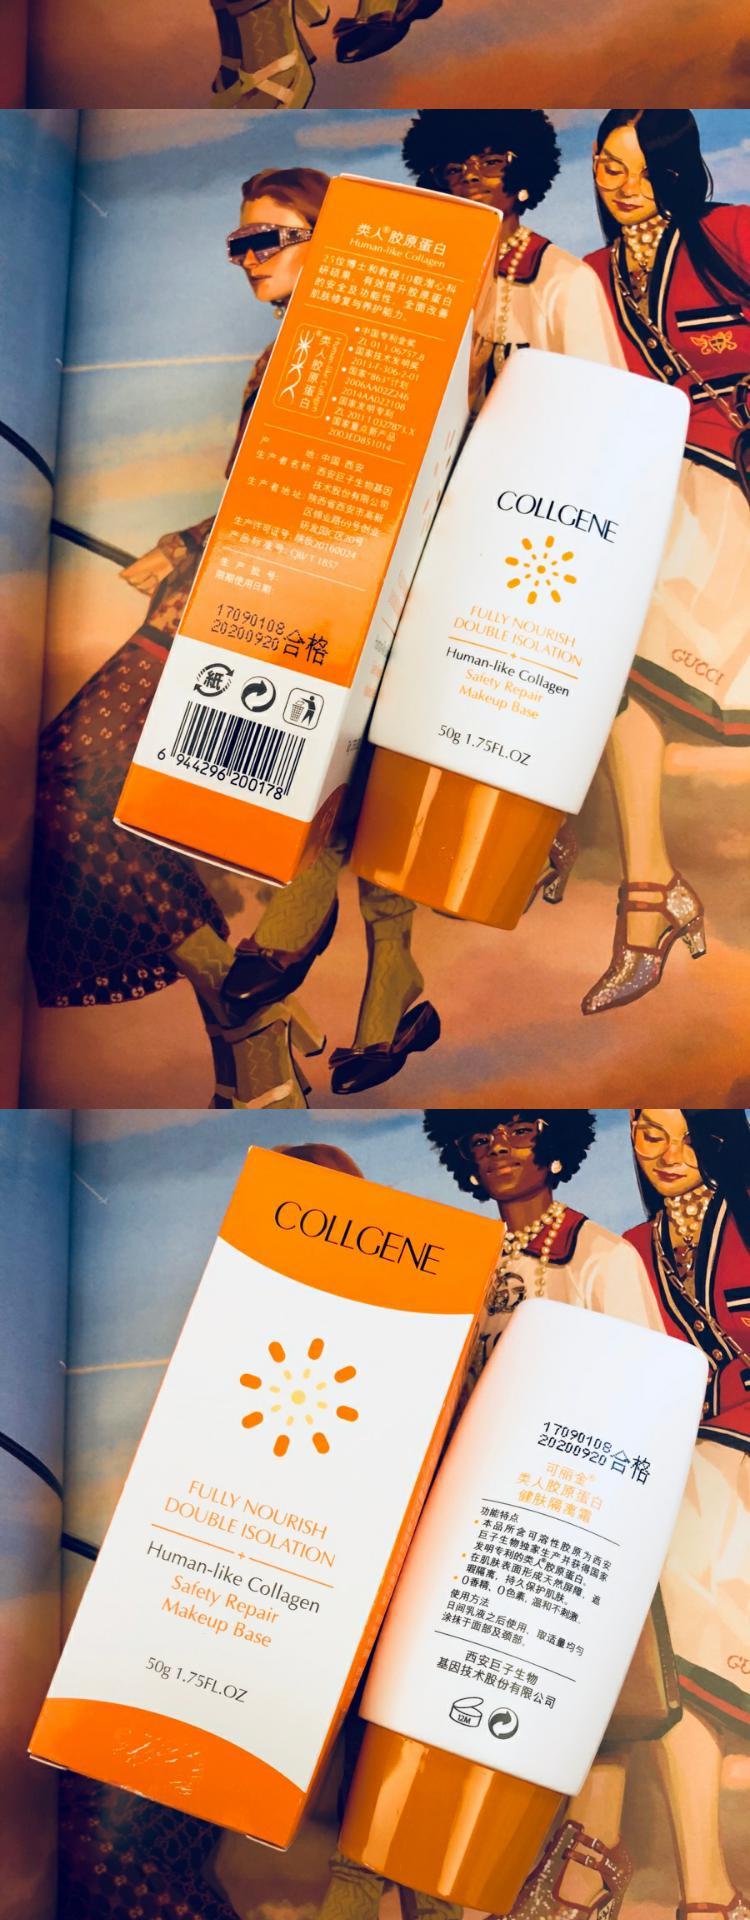 类人®胶原蛋白
Human-like Collagen
25位博士和教授10载潜心科
研硕果，有效提升胶原蛋白
的安全及功能性，全面改善
肌肤修复与养护能力。
®
类人胶原蛋白
Human-like Collagen
●中国专利金奖
ZL 01 1 06757.8
●国家技术发明奖
2013-F-306-2-01
●国家"863"计划
2006AA02Z246
2014AA022108
●国家发明专利
ZL 2011 1 0327873.X
●国家重点新产品
2003ED851014
产 地: 中国 西安
生产者名称: 西安巨子生物基因
技术股份有限公司
生产者地址: 陕西省西安市高新
区锦业路69号创业
研发园C区20号
生产许可证号: 陕妆20160024
产品标准号: QB/T 1857
生 产 批 号:
限期使用日期:
17090108
20200920合格
紙
6 944296 200178
COLLGENE
FULLY NOURISH
DOUBLE ISOLATION
Human-like Collagen
Safety Repair
Makeup Base
50g 1.75FL.OZ
GUCCI
COLLGENE
FULLY NOURISH
DOUBLE ISOLATION
Human-like Collagen
Safety Repair
Makeup Base
50g 1.75FL.OZ
17090108
20200920合格
可丽金®
类人胶原蛋白
健肤隔离霜
功能特点
●本品所含可溶性胶原为西安
巨子生物独家生产并获得国家
发明专利的类人®胶原蛋白。
●在肌肤表面形成天然屏障，遮
瑕隔离，持久保护肌肤。
●0香精，0色素，温和不刺激。
使用方法
日间乳液之后使用，取适量均匀
涂抹于面部及颈部。
西安巨子生物
基因技术股份有限公司
12M
GU